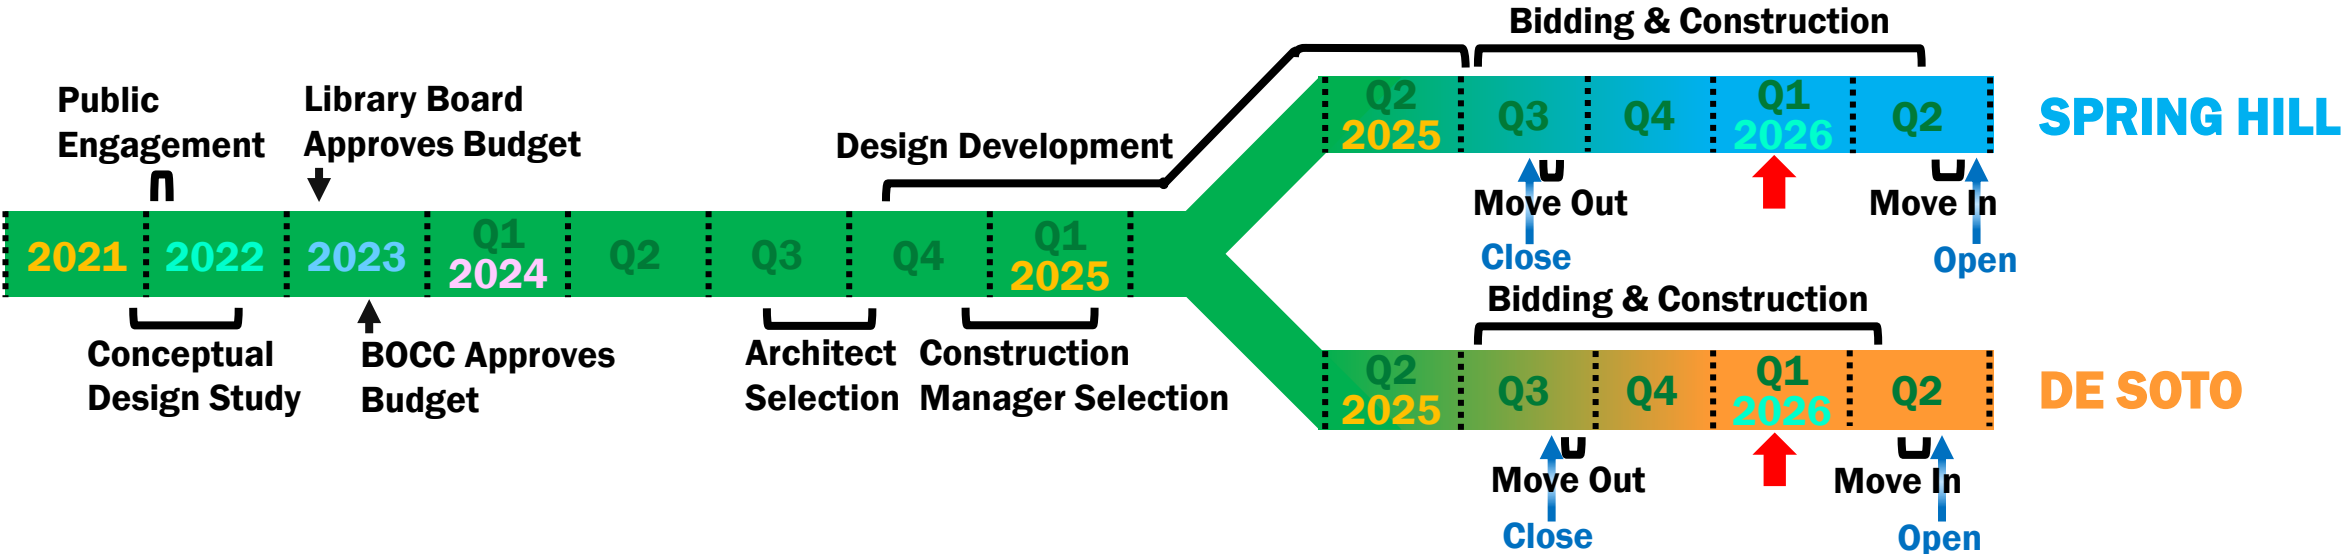 Bidding & Construction
Public
Engagement
Library Board
Approves Budget
Design Development
Q2
2025
Q3
Q4
Q1
2026
Q2
SPRING HILL
Move Out
Move In
Close
Open
2021
2022
2023
Q1
2024
Q2
Q3
Q4
Q1
2025
Conceptual
Design Study
BOCC Approves
Budget
Architect
Selection
Construction
Manager Selection
Bidding & Construction
Q2
2025
Q3
Q4
Q1
2026
Q2
DE SOTO
Move Out
Move In
Close
Open